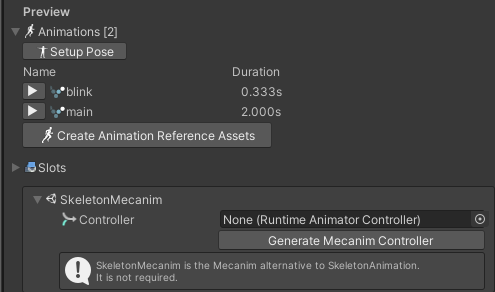 Preview
Animations [2]
Setup Pose
Name Duration
blink 0.333s
main 2.000s
Create Animation Reference Assets
Slots
SkeletonMecanim
Controller None (Runtime Animator Controller)
Generate Mecanim Controller
SkeletonMecanim is the Mecanim alternative to SkeletonAnimation.
It is not required.